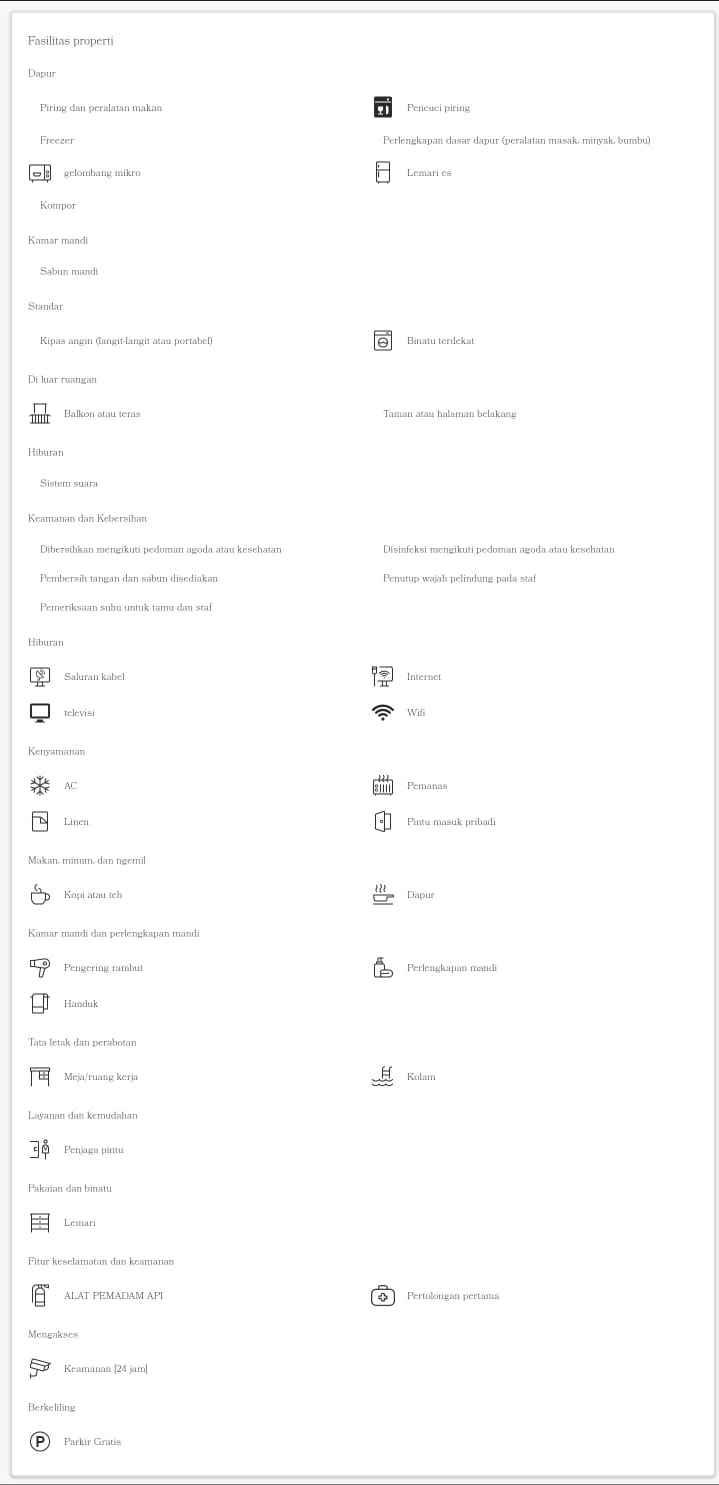 Fasilitas properti
Dapur
Piring dan peralatan makan
Pencuci piring
Freezer
Perlengkapan dasar dapur (peralatan masak, minyak, bumbu)
gelombang mikro
Lemari es
Kompor
Kamar mandi
Sabun mandi
Standar
Kipas angin (langit-langit atau portabel)
Binatu terdekat
Di luar ruangan
Balkon atau teras
Taman atau halaman belakang
Hiburan
Sistem suara
Keamanan dan Kebersihan
Dibersihkan mengikuti pedoman agoda atau kesehatan
Disinfeksi mengikuti pedoman agoda atau kesehatan
Pembersih tangan dan sabun disediakan
Penutup wajah pelindung pada staf
Pemeriksaan suhu untuk tamu dan staf
Hiburan
Saluran kabel
Internet
televisi
Wifi
Kenyamanan
AC
Pemanas
Linen
Pintu masuk pribadi
Makan, minum, dan ngemil
Kopi atau teh
Dapur
Kamar mandi dan perlengkapan mandi
Pengering rambut
Perlengkapan mandi
Handuk
Tata letak dan perabotan
Meja/ruang kerja
Kolam
Layanan dan kemudahan
Penjaga pintu
Pakaian dan binatu
Lemari
Fitur keselamatan dan keamanan
ALAT PEMADAM API
Pertolongan pertama
Mengakses
Keamanan [24 jam]
Berkeliling
P
Parkir Gratis